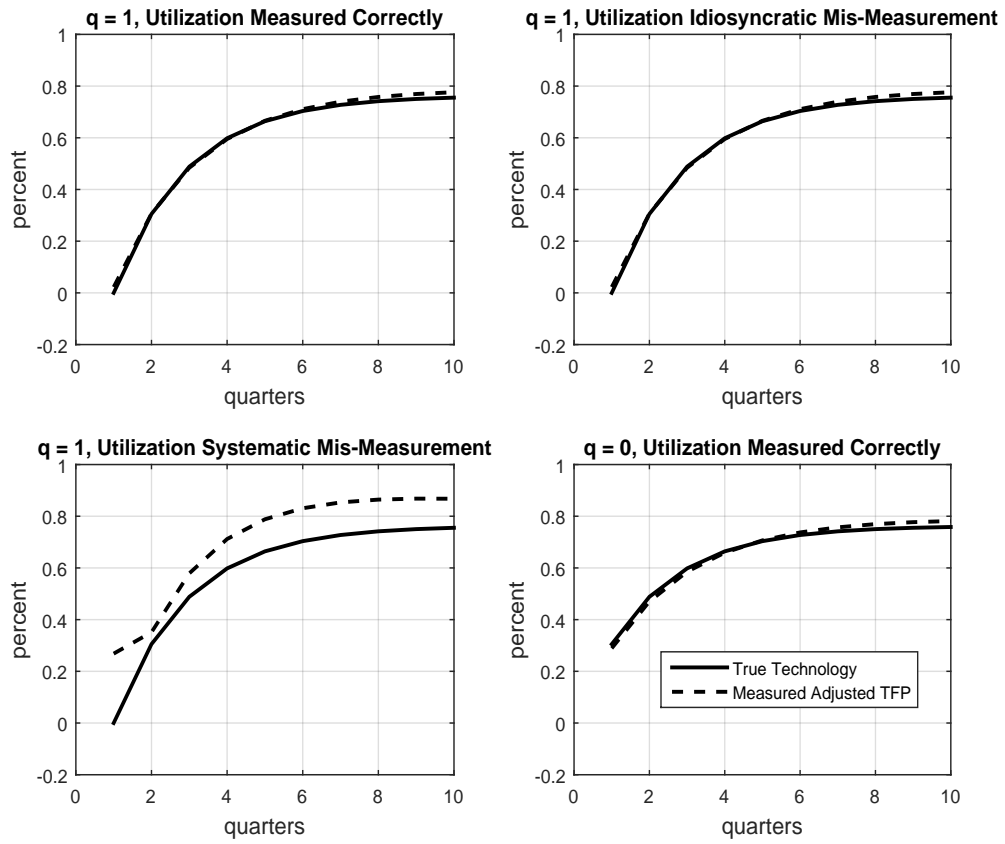 q = 1, Utilization Measured Correctly
1
0.8
0.6
0.4
0.2
0
-0.2
percent
0 2 4 6 8 10
quarters
q = 1, Utilization Idiosyncratic Mis-Measurement
1
0.8
0.6
0.4
0.2
0
-0.2
percent
0 2 4 6 8 10
quarters
q = 1, Utilization Systematic Mis-Measurement
1
0.8
0.6
0.4
0.2
0
-0.2
percent
0 2 4 6 8 10
quarters
q = 0, Utilization Measured Correctly
1
0.8
0.6
0.4
0.2
0
-0.2
percent
True Technology
Measured Adjusted TFP
0 2 4 6 8 10
quarters